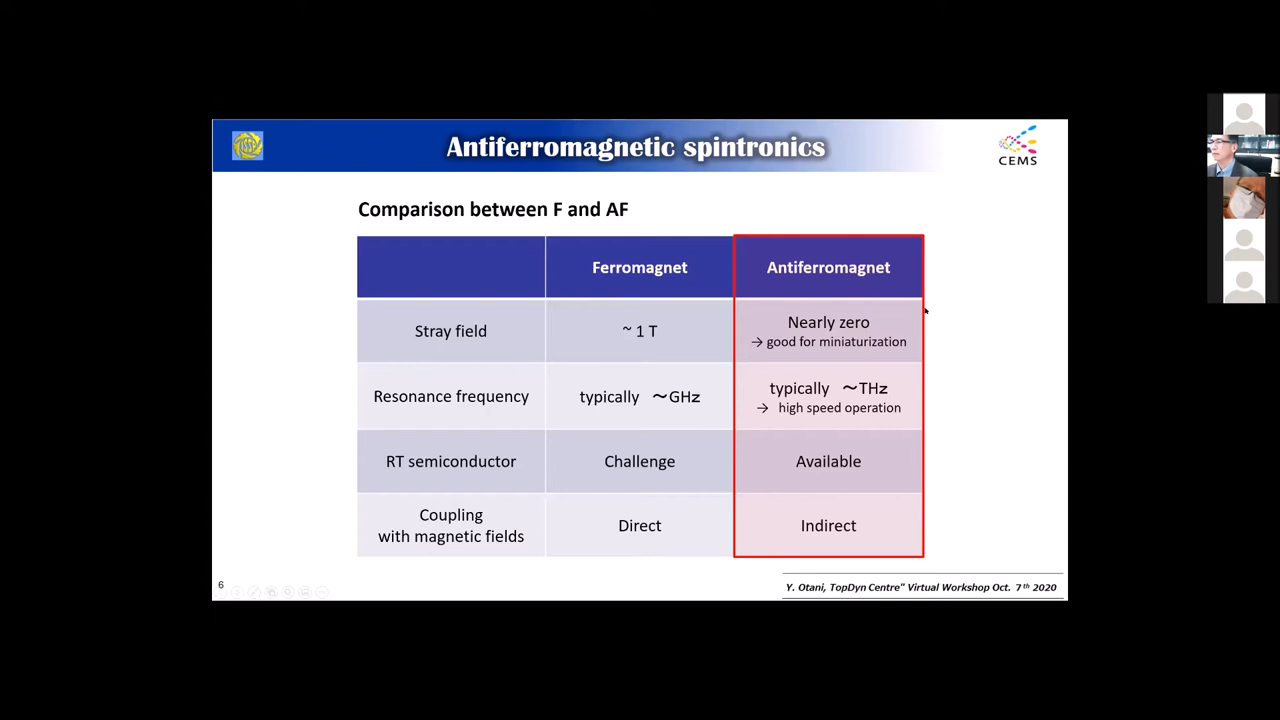 Antiferromagnetic spintronics
CEMS
Comparison between F and AF
Ferromagnet
Antiferromagnet
Stray field
~ 1 T
Nearly zero
→ good for miniaturization
Resonance frequency
typically ～GHz
typically ～THz
→ high speed operation
RT semiconductor
Challenge
Available
Coupling
with magnetic fields
Direct
Indirect
6
Y. Otani, TopDyn Centre" Virtual Workshop Oct. 7th 2020